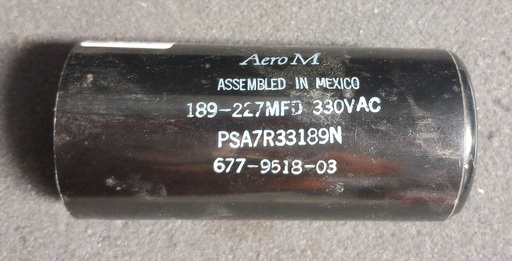 Aero M
ASSEMBLED IN MEXICO
189-227MFD 330VAC
PSA7R33189N
677-9518-03